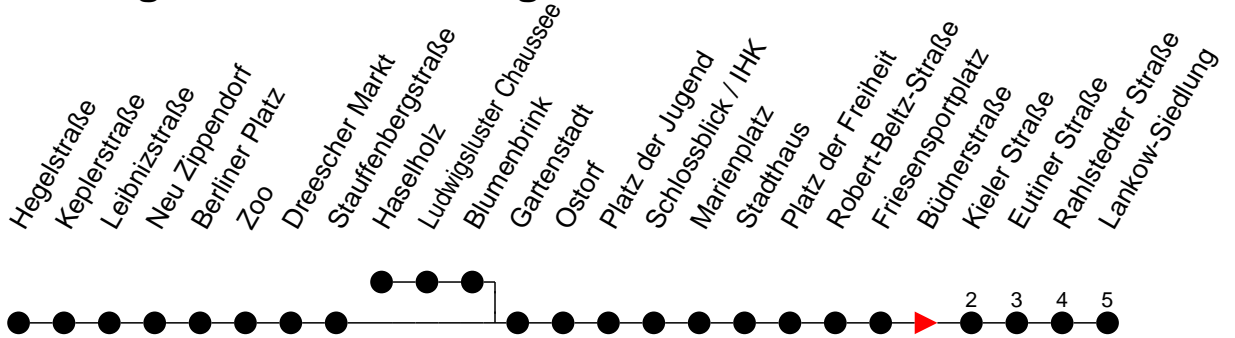 Hegelstraße
Keplerstraße
Leibnizstraße
Neu Zippendorf
Berliner Platz
Zoo
Dreescher Markt
Stauffenbergstraße
Haselholz
Ludwigsluster Chaussee
Blumenbrink
Gartenstadt
Ostorf
Platz der Jugend
Schlossblick / IHK
Marienplatz
Stadthaus
Platz der Freiheit
Robert-Beltz-Straße
Friesensportplatz
Büdnerstraße
Kieler Straße
Eutiner Straße
Rahlstedter Straße
Lankow-Siedlung
2 3 4 5